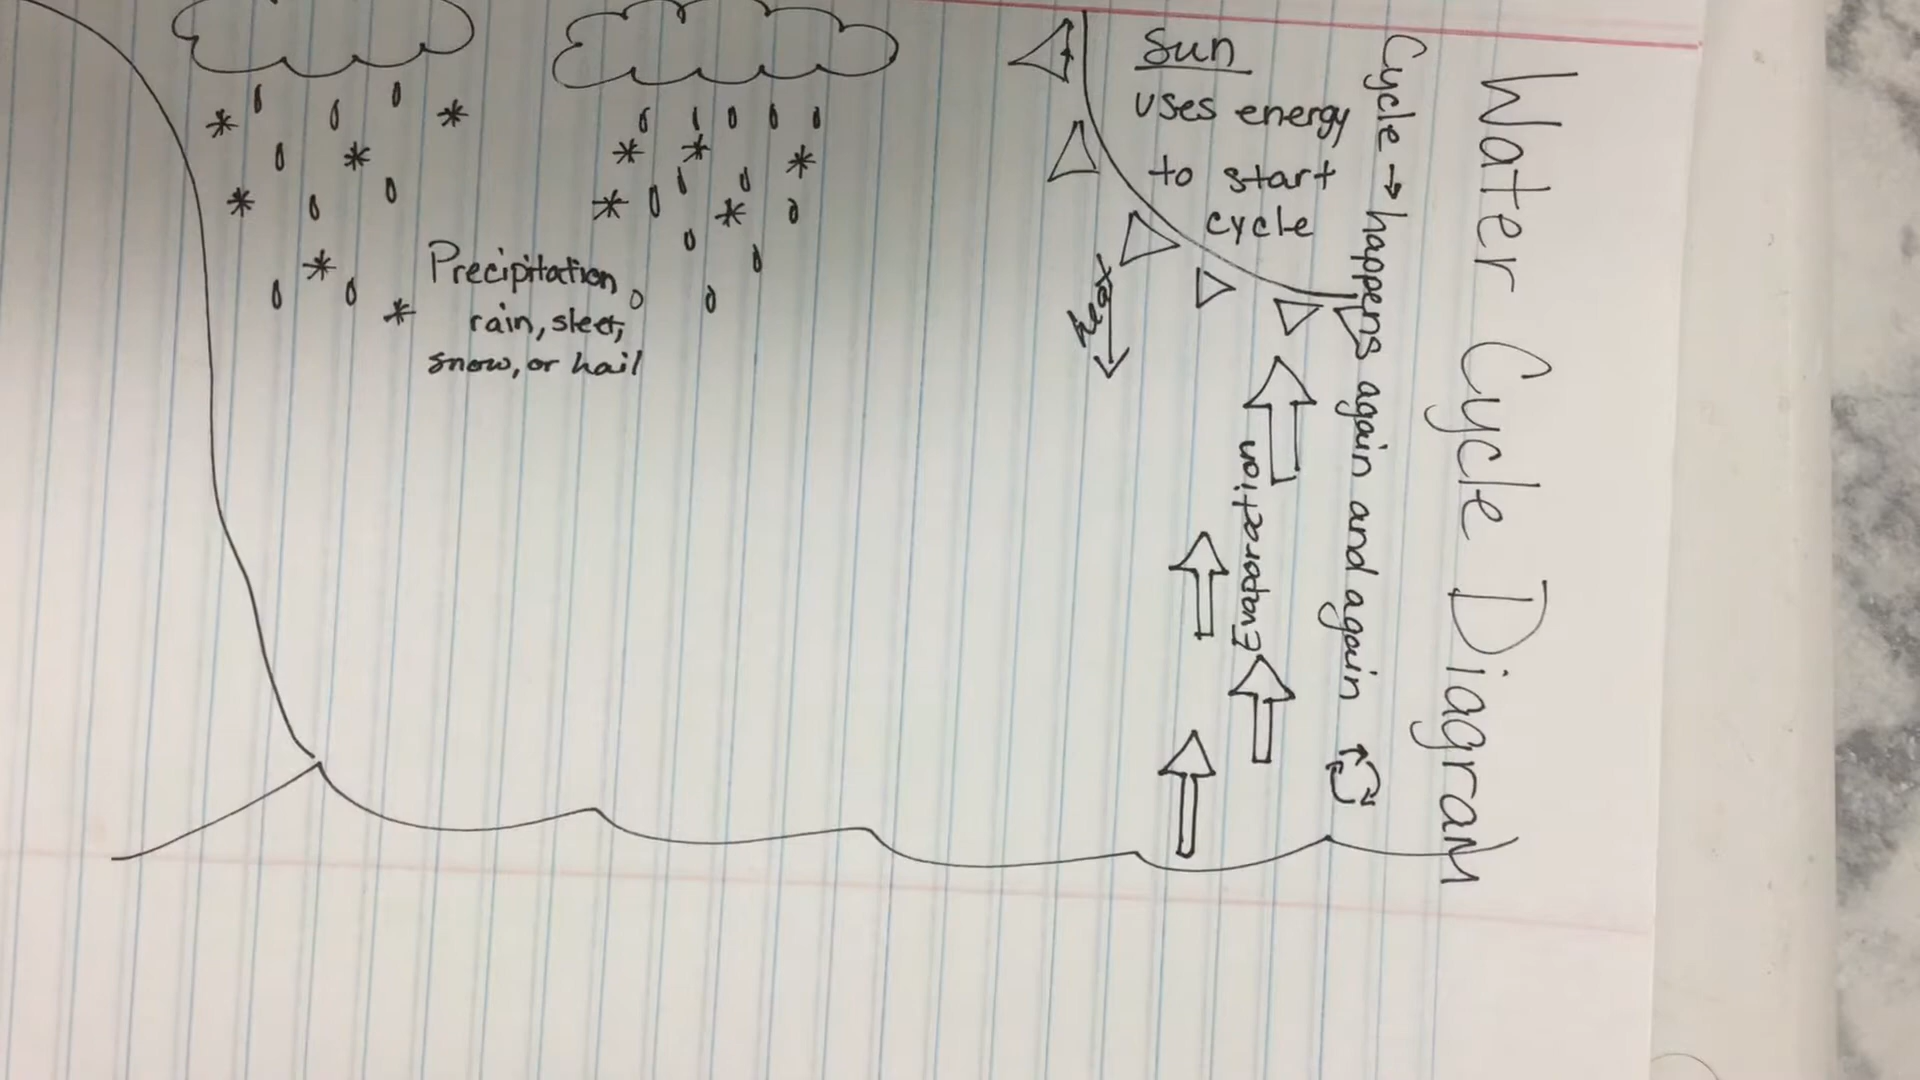 Water Cycle Diagram
Cycle → happens again and again
Sun
uses energy
to start
cycle
heat
Evaporation
Precipitation
rain, sleet,
snow, or hail